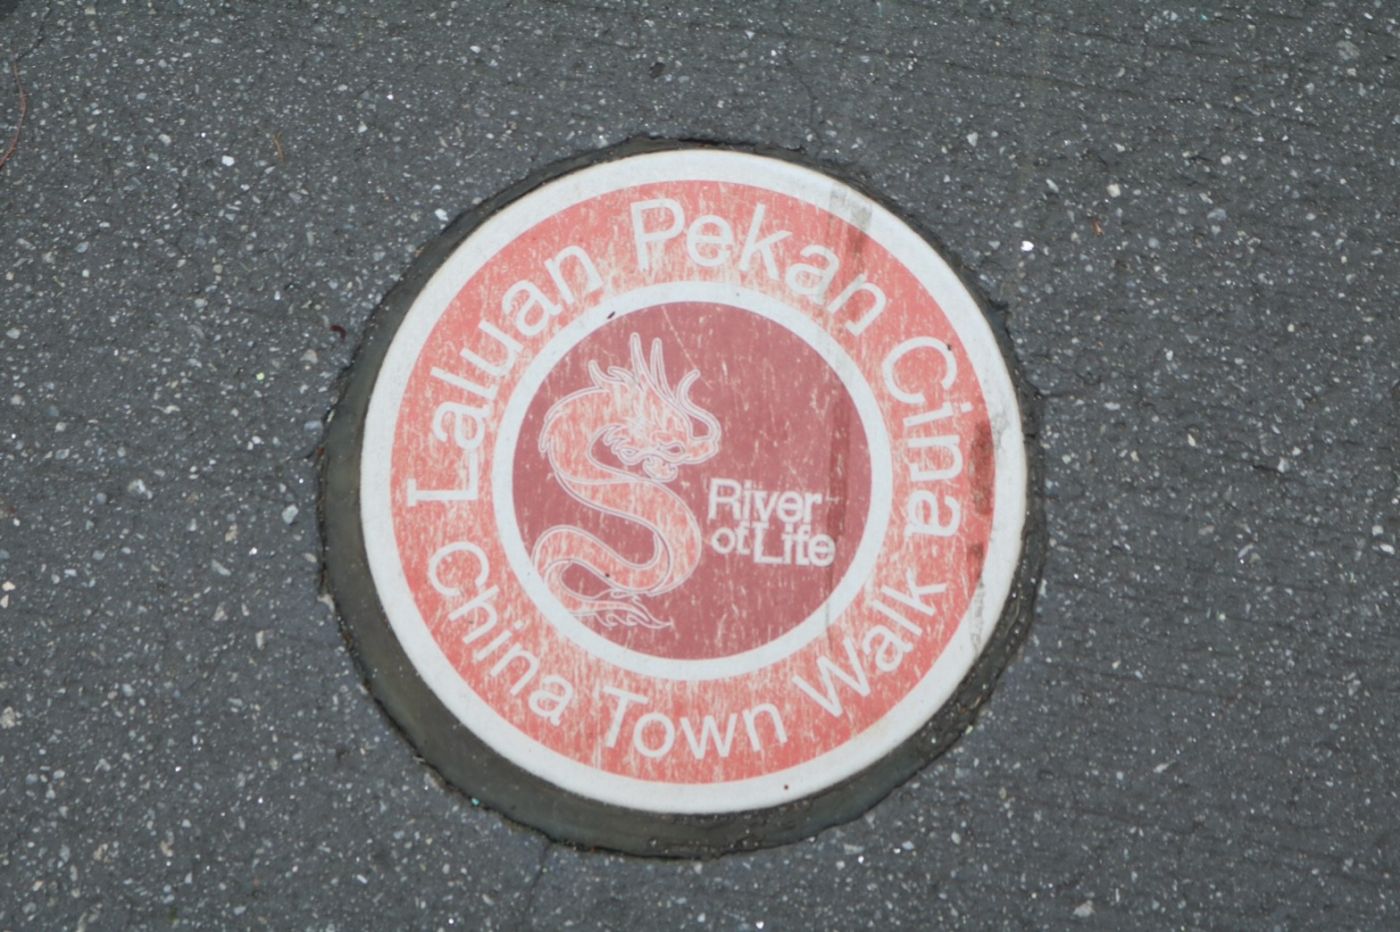 Laluan Pekan Cina
River
of Life
China Town Walk